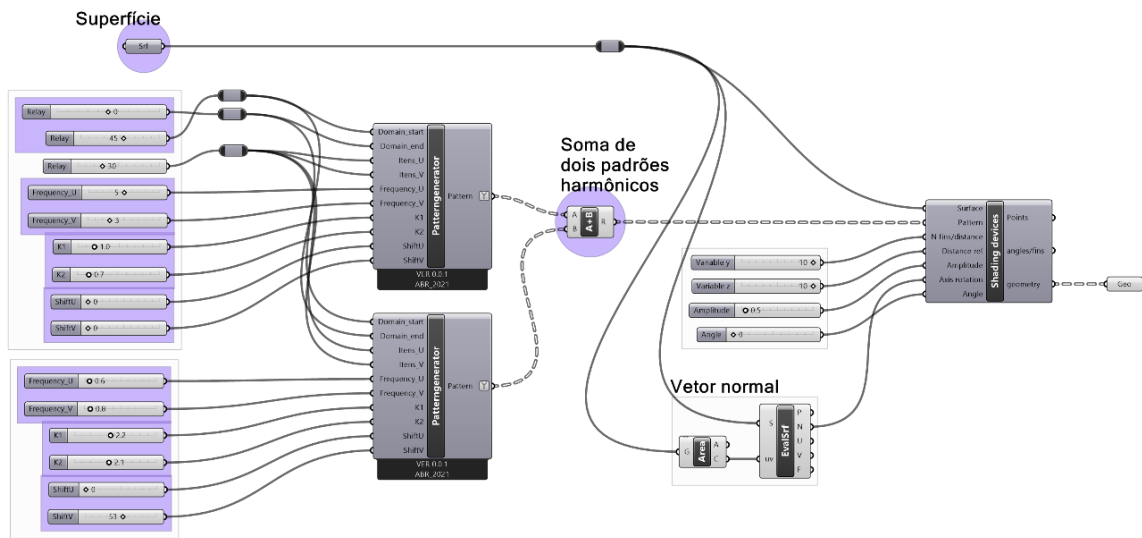 Superfície
Srf
Relay 0
Relay 45
Relay 30
Frequency_U 5
Frequency_V 3
K1 1.0
K2 0.7
ShiftU 0
ShiftV 0
Domain_start
Domain_end
Itens_U
Itens_V
Frequency_U
Frequency_V
K1
K2
ShiftU
ShiftV
Patterngenerator
Pattern
VER 0.0.1
ABR_2021
Frequency_U 0.6
Frequency_V 0.8
K1 2.2
K2 2.1
ShiftU 0
ShiftV 53
Domain_start
Domain_end
Itens_U
Itens_V
Frequency_U
Frequency_V
K1
K2
ShiftU
ShiftV
Patterngenerator
Pattern
VER 0.0.1
ABR_2021
Soma de
dois padrões
harmônicos
A
B
A+B
R
Variable y 10
Variable z 10
Amplitude 0.5
Angle 0
Vetor normal
G
Area
A
C
S
uv
EvalSrf
P
N
U
V
F
Surface
Pattern
N fins/distance
Distance ref
Amplitude
Axis rotation
Angle
Shading devices
Points
angles/fins
geometry
Geo